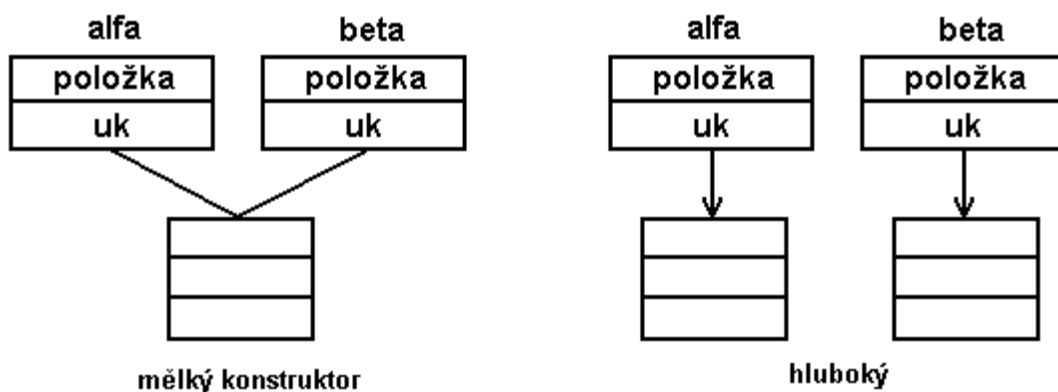 alfa
beta
položka
položka
uk
uk
mělký konstruktor
alfa
beta
položka
položka
uk
uk
hluboký